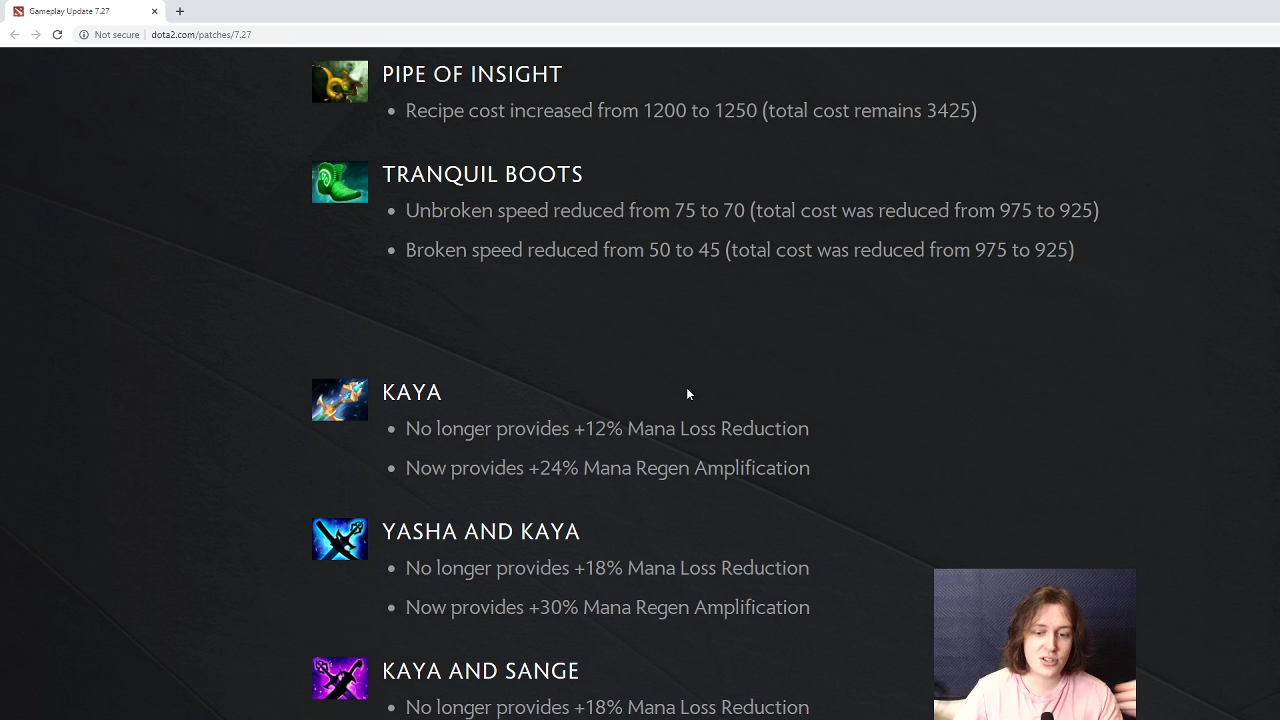 Gameplay Update 7.27
Not secure
dota2.com/patches/7.27
PIPE OF INSIGHT
Recipe cost increased from 1200 to 1250 (total cost remains 3425)
TRANQUIL BOOTS
Unbroken speed reduced from 75 to 70 (total cost was reduced from 975 to 925)
Broken speed reduced from 50 to 45 (total cost was reduced from 975 to 925)
KAYA
No longer provides +12% Mana Loss Reduction
Now provides +24% Mana Regen Amplification
YASHA AND KAYA
No longer provides +18% Mana Loss Reduction
Now provides +30% Mana Regen Amplification
KAYA AND SANGE
No longer provides +18% Mana Loss Reduction